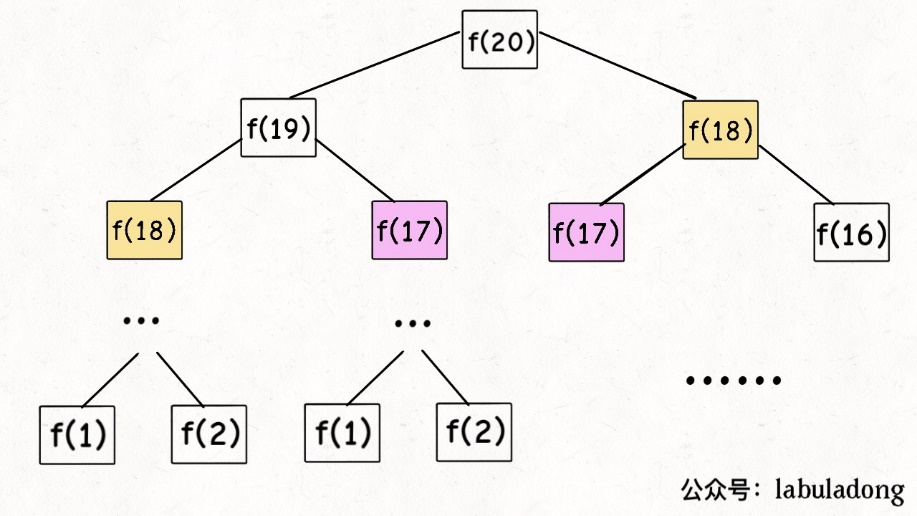 f(20)
f(19) f(18)
f(18) f(17) f(17) f(16)
... ... ......
f(1) f(2) f(1) f(2)
公众号：labuladong